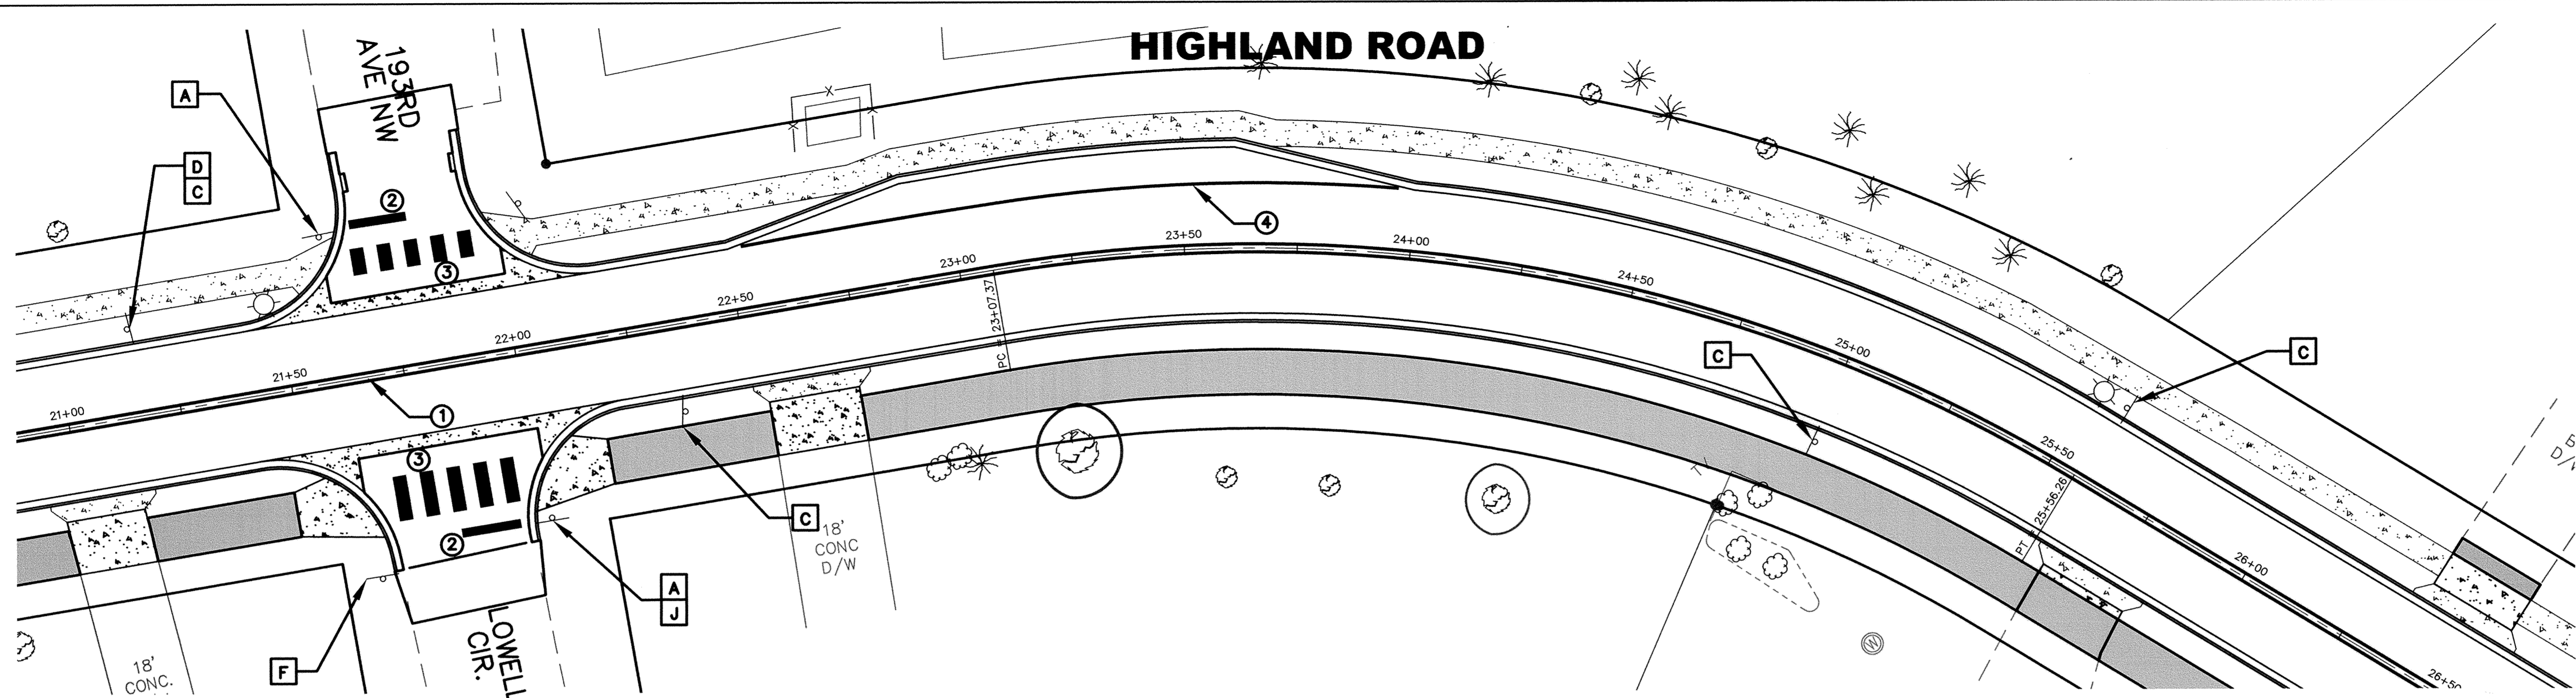 HIGHLAND ROAD
193RD
AVE NW
A
D
C
2
3
4
23+50
24+00
23+00
24+50
22+50
22+00
PC = 23+07.37
25+00
21+50
C
C
21+00
1
25+50
3
PT = 25+56.26
C
18'
CONC
D/W
2
26+00
A
J
F
LOWELL
CIR.
W
18'
CONC.
26+50
D/W